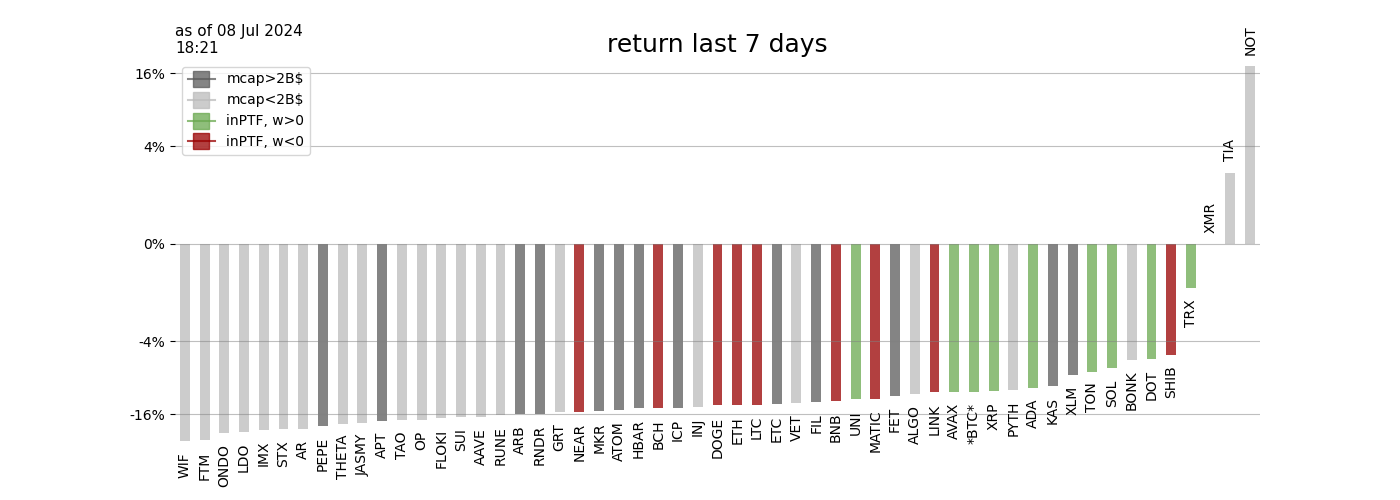 as of 08 Jul 2024
18:21
return last 7 days
mcap>2B$
mcap<2B$
inPTF, w>0
inPTF, w<0
16%
4%
0%
-4%
-16%
WIF
FTM
ONDO
LDO
IMX
STX
AR
PEPE
THETA
JASMY
APT
TAO
OP
FLOKI
SUI
AAVE
RUNE
ARB
RNDR
GRT
NEAR
MKR
ATOM
HBAR
BCH
ICP
INJ
DOGE
ETH
LTC
ETC
VET
FIL
BNB
UNI
MATIC
FET
ALGO
LINK
AVAX
*BTC*
XRP
PYTH
ADA
KAS
XLM
TON
SOL
BONK
DOT
SHIB
TRX
XMR
TIA
NOT